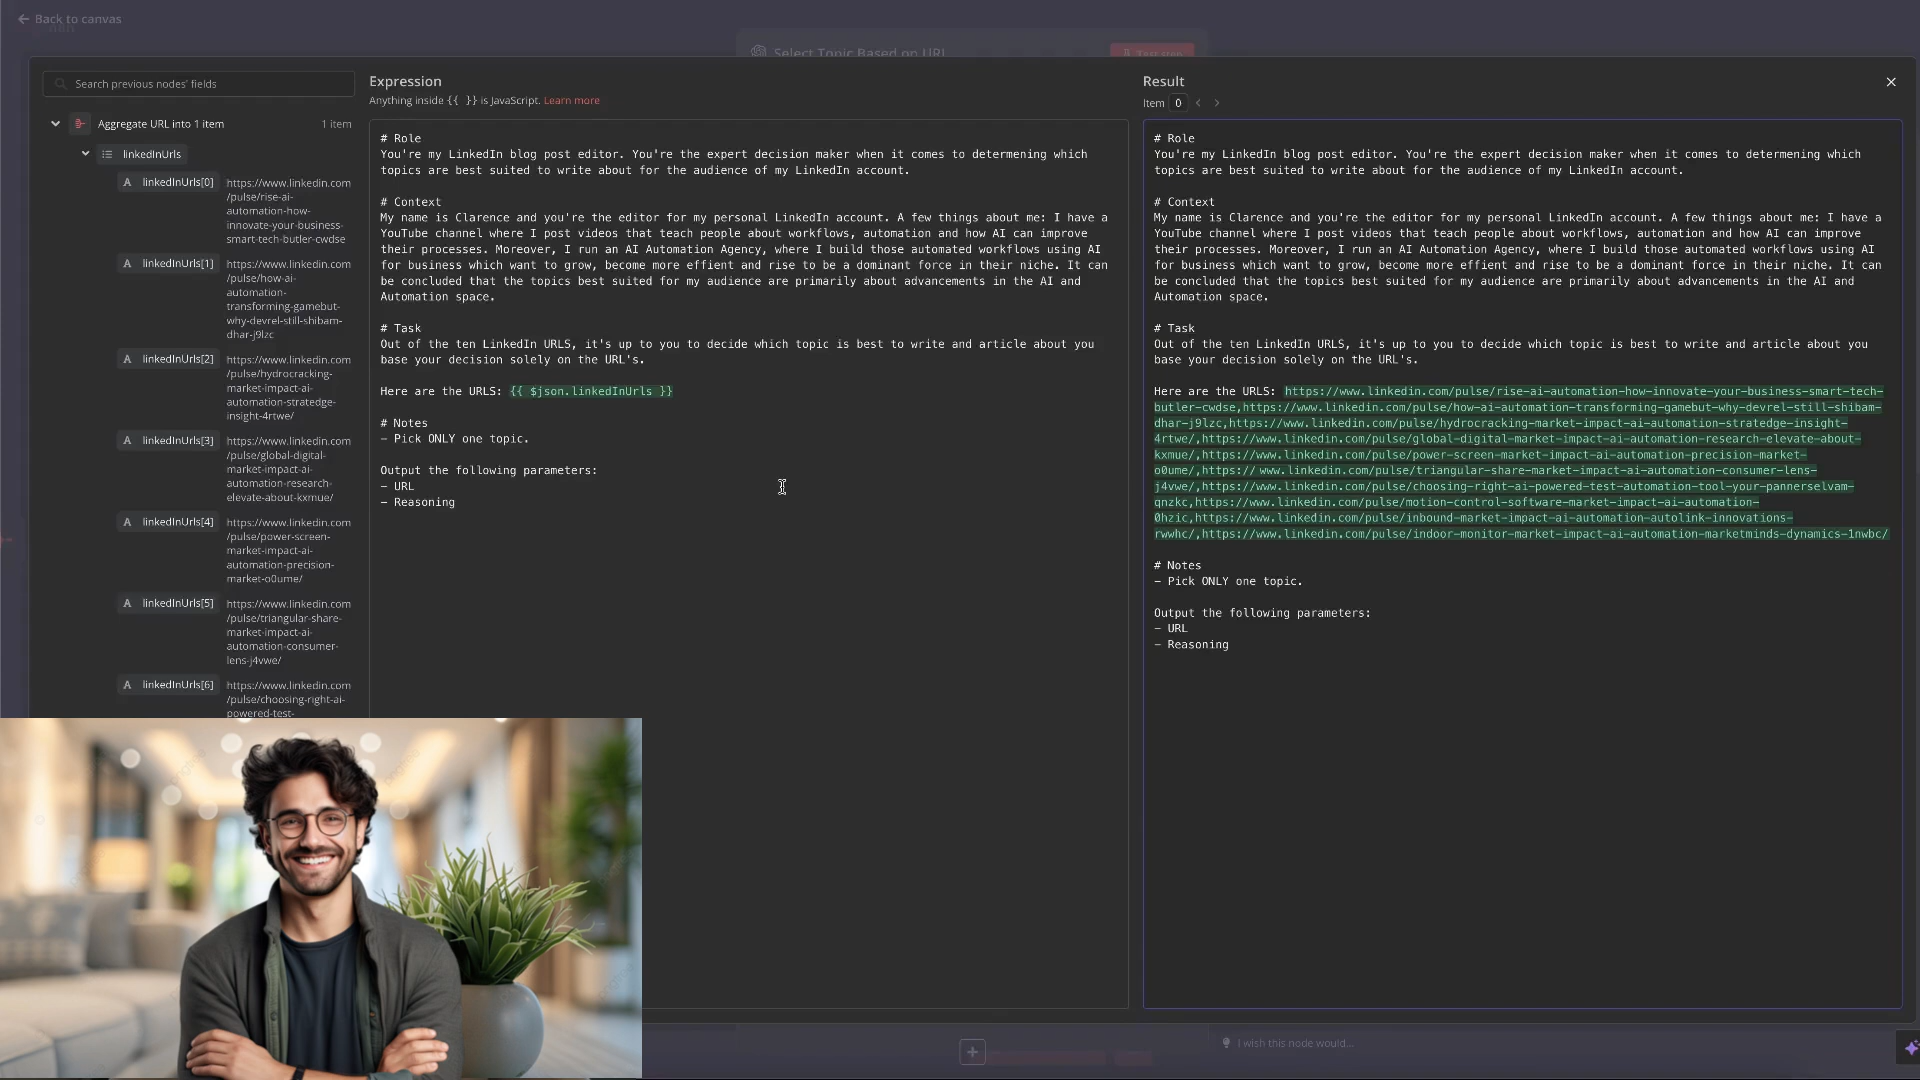 Back to canvas
Select Topic Based on URL
Test step
Search previous nodes' fields
Aggregate URL into 1 item
1 item
linkedInUrls
linkedInUrls[0]
https://www.linkedin.com
/pulse/rise-ai-
automation-how-
innovate-your-business-
smart-tech-butler-cwdse
linkedInUrls[1]
https://www.linkedin.com
/pulse/how-ai-
automation-
transforming-gamebut-
why-devrel-still-shibam-
dhar-j9lzc
linkedInUrls[2]
https://www.linkedin.com
/pulse/hydrocracking-
market-impact-ai-
automation-stratedge-
insight-4rtwe/
linkedInUrls[3]
https://www.linkedin.com
/pulse/global-digital-
market-impact-ai-
automation-research-
elevate-about-kxmue/
linkedInUrls[4]
https://www.linkedin.com
/pulse/power-screen-
market-impact-ai-
automation-precision-
market-o0ume/
linkedInUrls[5]
https://www.linkedin.com
/pulse/triangular-share-
market-impact-ai-
automation-consumer-
lens-j4vwe/
linkedInUrls[6]
https://www.linkedin.com
/pulse/choosing-right-ai-
powered-test-
Expression
Anything inside {{ }} is JavaScript. Learn more
# Role
You're my LinkedIn blog post editor. You're the expert decision maker when it comes to determening which
topics are best suited to write about for the audience of my LinkedIn account.
# Context
My name is Clarence and you're the editor for my personal LinkedIn account. A few things about me: I have a
YouTube channel where I post videos that teach people about workflows, automation and how AI can improve
their processes. Moreover, I run an AI Automation Agency, where I build those automated workflows using AI
for business which want to grow, become more effient and rise to be a dominant force in their niche. It can
be concluded that the topics best suited for my audience are primarily about advancements in the AI and
Automation space.
# Task
Out of the ten LinkedIn URLS, it's up to you to decide which topic is best to write and article about you
base your decision solely on the URL's.
Here are the URLS: {{ $json.linkedInUrls }}
# Notes
- Pick ONLY one topic.
Output the following parameters:
- URL
- Reasoning
Result
Item 0
# Role
You're my LinkedIn blog post editor. You're the expert decision maker when it comes to determening which
topics are best suited to write about for the audience of my LinkedIn account.
# Context
My name is Clarence and you're the editor for my personal LinkedIn account. A few things about me: I have a
YouTube channel where I post videos that teach people about workflows, automation and how AI can improve
their processes. Moreover, I run an AI Automation Agency, where I build those automated workflows using AI
for business which want to grow, become more effient and rise to be a dominant force in their niche. It can
be concluded that the topics best suited for my audience are primarily about advancements in the AI and
Automation space.
# Task
Out of the ten LinkedIn URLS, it's up to you to decide which topic is best to write and article about you
base your decision solely on the URL's.
Here are the URLS: https://www.linkedin.com/pulse/rise-ai-automation-how-innovate-your-business-smart-tech-
butler-cwdse,https://www.linkedin.com/pulse/how-ai-automation-transforming-gamebut-why-devrel-still-shibam-
dhar-j9lzc,https://www.linkedin.com/pulse/hydrocracking-market-impact-ai-automation-stratedge-insight-
4rtwe/,https://www.linkedin.com/pulse/global-digital-market-impact-ai-automation-research-elevate-about-
kxmue/,https://www.linkedin.com/pulse/power-screen-market-impact-ai-automation-precision-market-
o0ume/,https://www.linkedin.com/pulse/triangular-share-market-impact-ai-automation-consumer-lens-
j4vwe/,https://www.linkedin.com/pulse/choosing-right-ai-powered-test-automation-tool-your-pannerselvam-
qnzkc,https://www.linkedin.com/pulse/motion-control-software-market-impact-ai-automation-
0hzic,https://www.linkedin.com/pulse/inbound-market-impact-ai-automation-autolink-innovations-
rwwhc/,https://www.linkedin.com/pulse/indoor-monitor-market-impact-ai-automation-marketminds-dynamics-1nwbc/
# Notes
- Pick ONLY one topic.
Output the following parameters:
- URL
- Reasoning
I wish this node would...